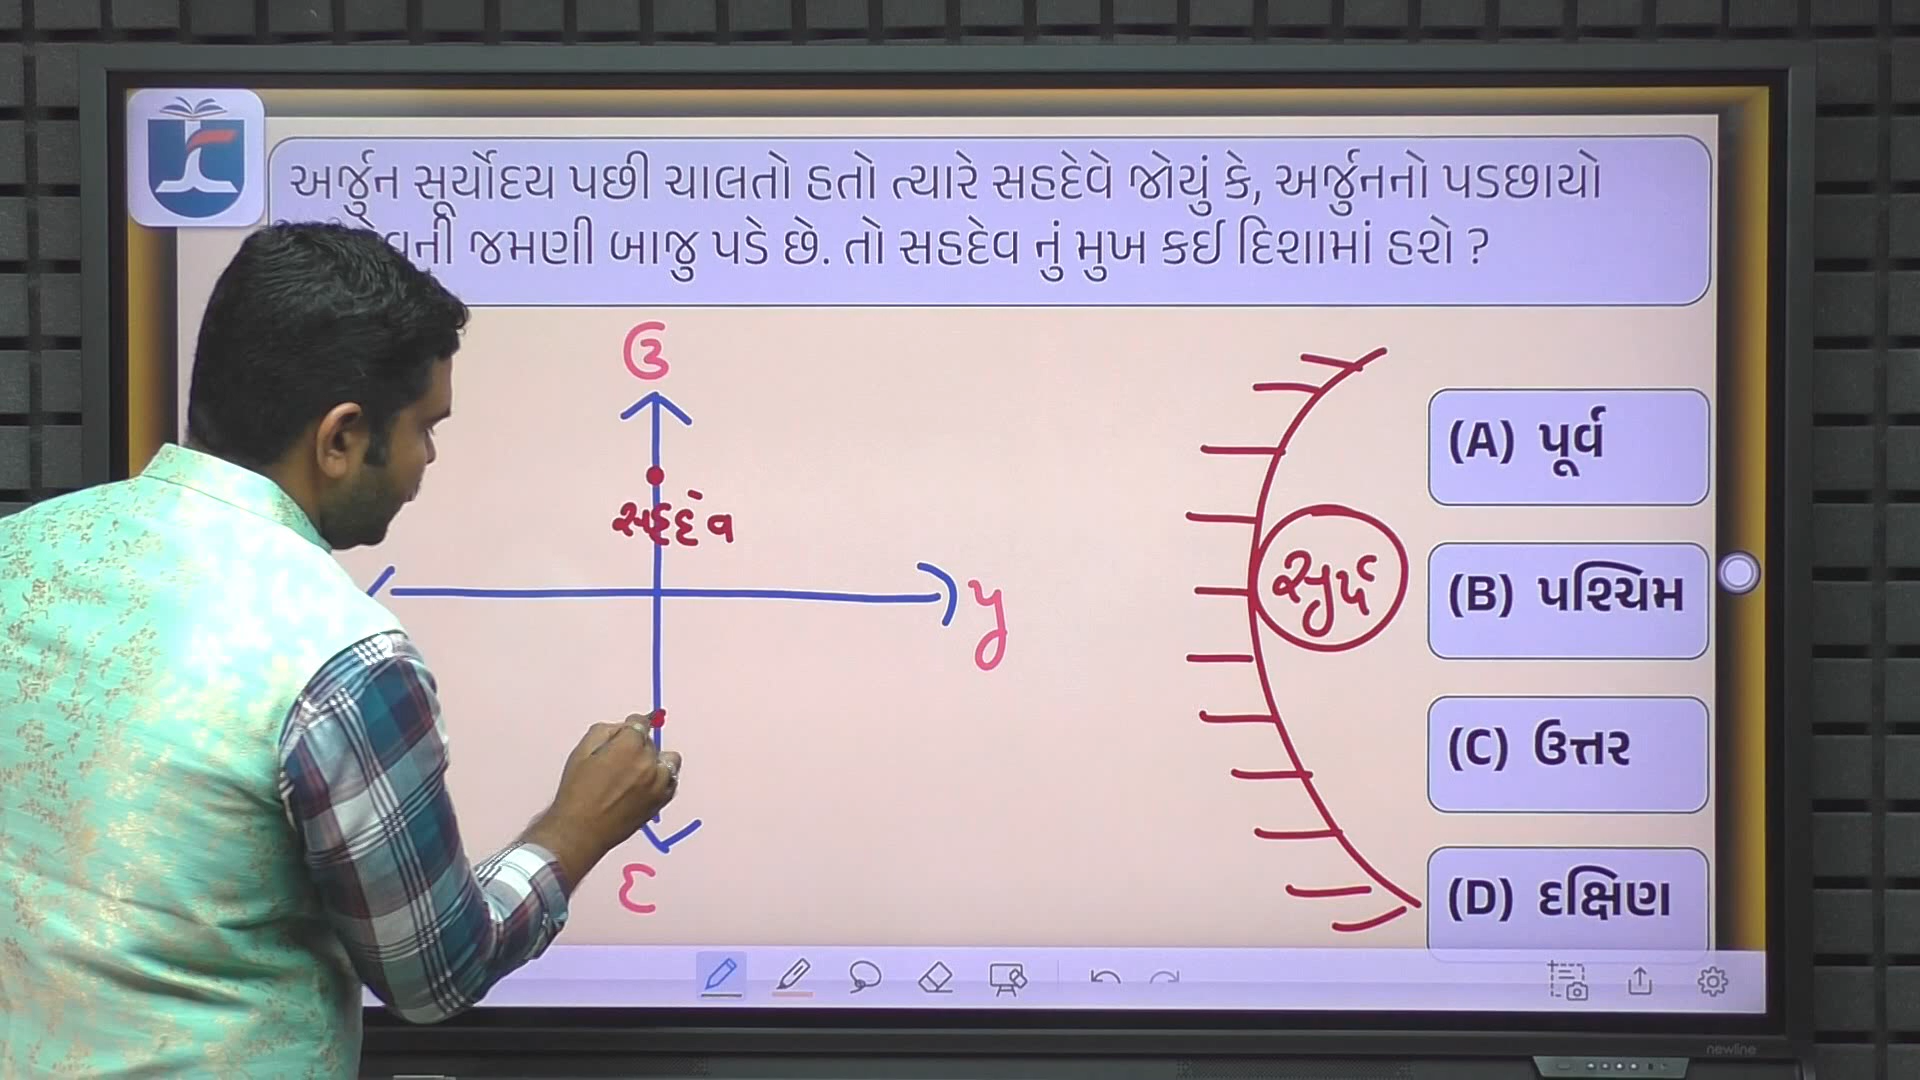 અર્જુન સૂર્યોદય પછી ચાલતો હતો ત્યારે સહદેવે જોયું કે, અર્જુનનો પડછાયો
જમણી બાજુ પડે છે. તો સહદેવ નું મુખ કઈ દિશામાં હશે ?
ઉ
સહદેવ
પૂ
સૂર્ય
દ
(A) પૂર્વ
(B) પશ્ચિમ
(C) ઉત્તર
(D) દક્ષિણ
newline